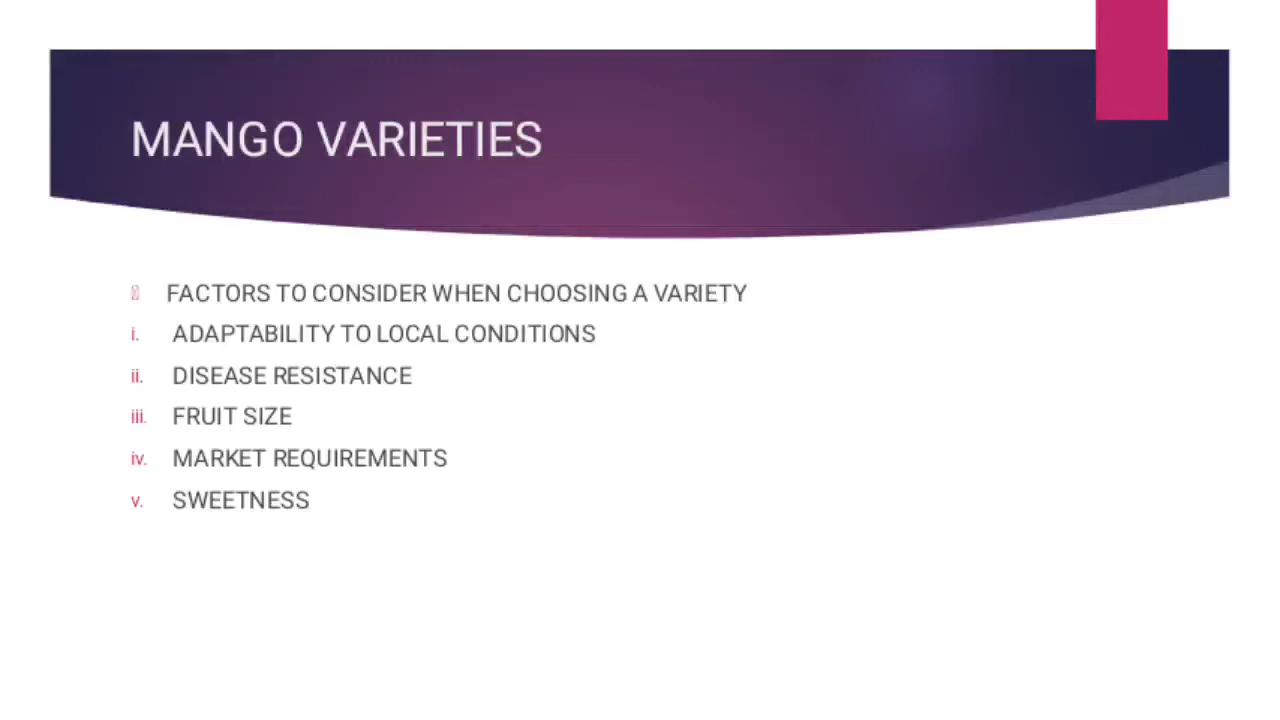 MANGO VARIETIES
FACTORS TO CONSIDER WHEN CHOOSING A VARIETY
i. ADAPTABILITY TO LOCAL CONDITIONS
ii. DISEASE RESISTANCE
iii. FRUIT SIZE
iv. MARKET REQUIREMENTS
v. SWEETNESS